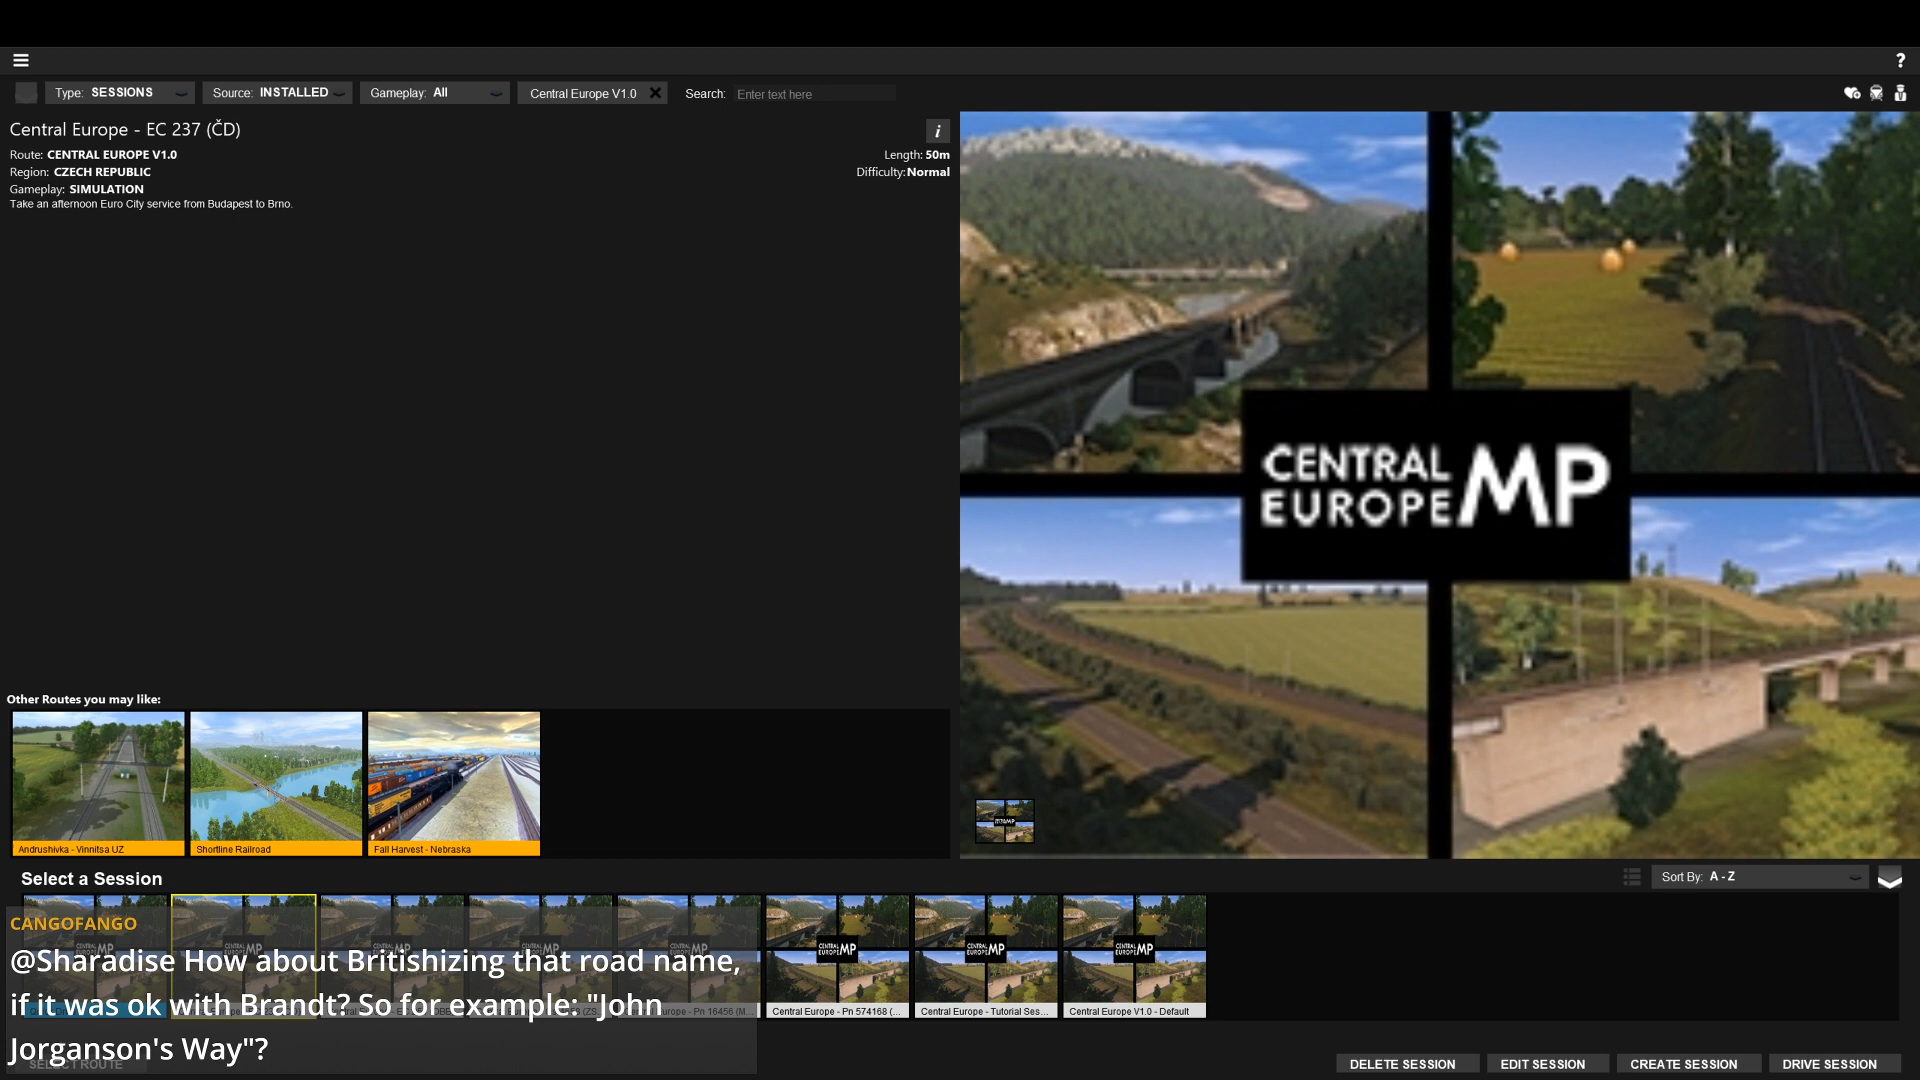 ?
Type: SESSIONS
Source: INSTALLED
Gameplay: All
Central Europe V1.0
Search: Enter text here
Central Europe - EC 237 (ČD)
i
Route: CENTRAL EUROPE V1.0
Length: 50m
Region: CZECH REPUBLIC
Difficulty: Normal
Gameplay: SIMULATION
Take an afternoon Euro City service from Budapest to Brno.
CENTRAL EUROPE MP
Other Routes you may like:
Andrushivka - Vinnitsa UZ
Shortline Railroad
Fall Harvest - Nebraska
Select a Session
Sort By: A - Z
CANGOFANGO
@Sharadise How about Britishizing that road name,
if it was ok with Brandt? So for example: "John
Jorganson's Way"?
Central Europe - Pn 574168 (...
Central Europe - Tutorial Ses...
Central Europe V1.0 - Default
SELECT ROUTE
DELETE SESSION
EDIT SESSION
CREATE SESSION
DRIVE SESSION